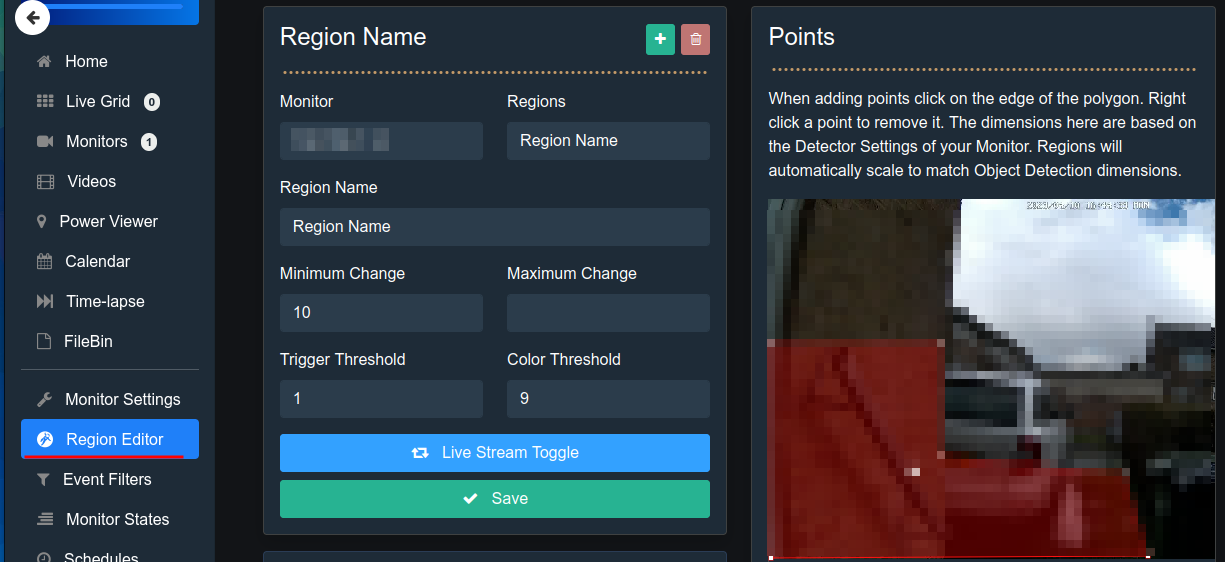 Home
Live Grid 0
Monitors 1
Videos
Power Viewer
Calendar
Time-lapse
FileBin
Monitor Settings
Region Editor
Event Filters
Monitor States
Schedules
Region Name
Monitor
Regions
Region Name
Region Name
Region Name
Minimum Change
Maximum Change
10
Trigger Threshold
Color Threshold
1
9
Live Stream Toggle
Save
Points
When adding points click on the edge of the polygon. Right
click a point to remove it. The dimensions here are based on
the Detector Settings of your Monitor. Regions will
automatically scale to match Object Detection dimensions.